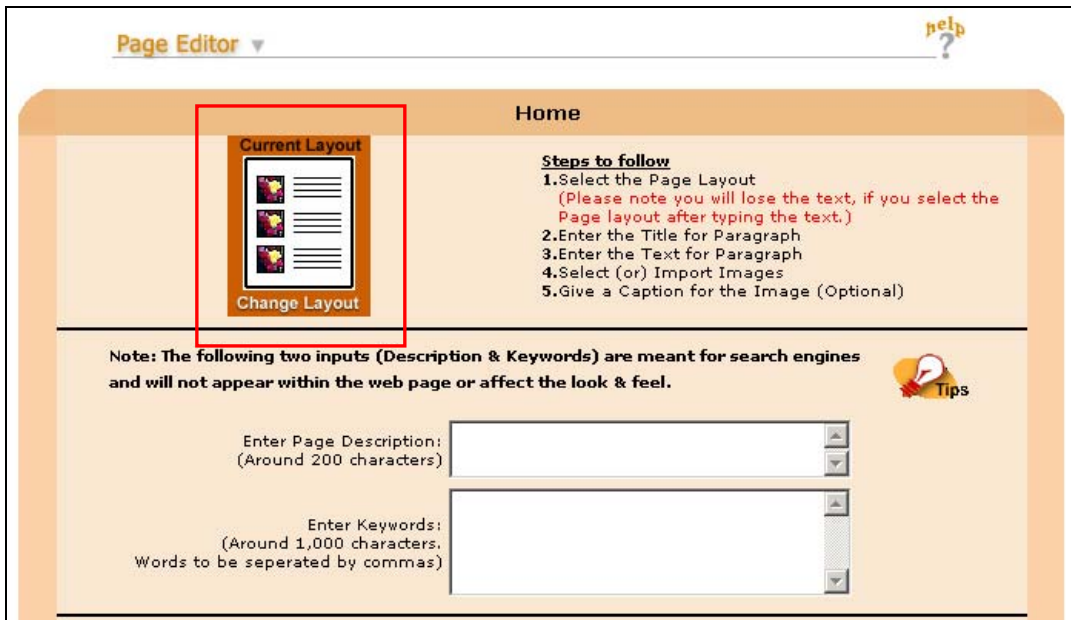 Page Editor
help
?
Home
Current Layout
Change Layout
Steps to follow
1.Select the Page Layout
(Please note you will lose the text, if you select the
Page layout after typing the text.)
2.Enter the Title for Paragraph
3.Enter the Text for Paragraph
4.Select (or) Import Images
5.Give a Caption for the Image (Optional)
Note: The following two inputs (Description & Keywords) are meant for search engines
and will not appear within the web page or affect the look & feel.
Tips
Enter Page Description:
(Around 200 characters)
Enter Keywords:
(Around 1,000 characters.
Words to be seperated by commas)